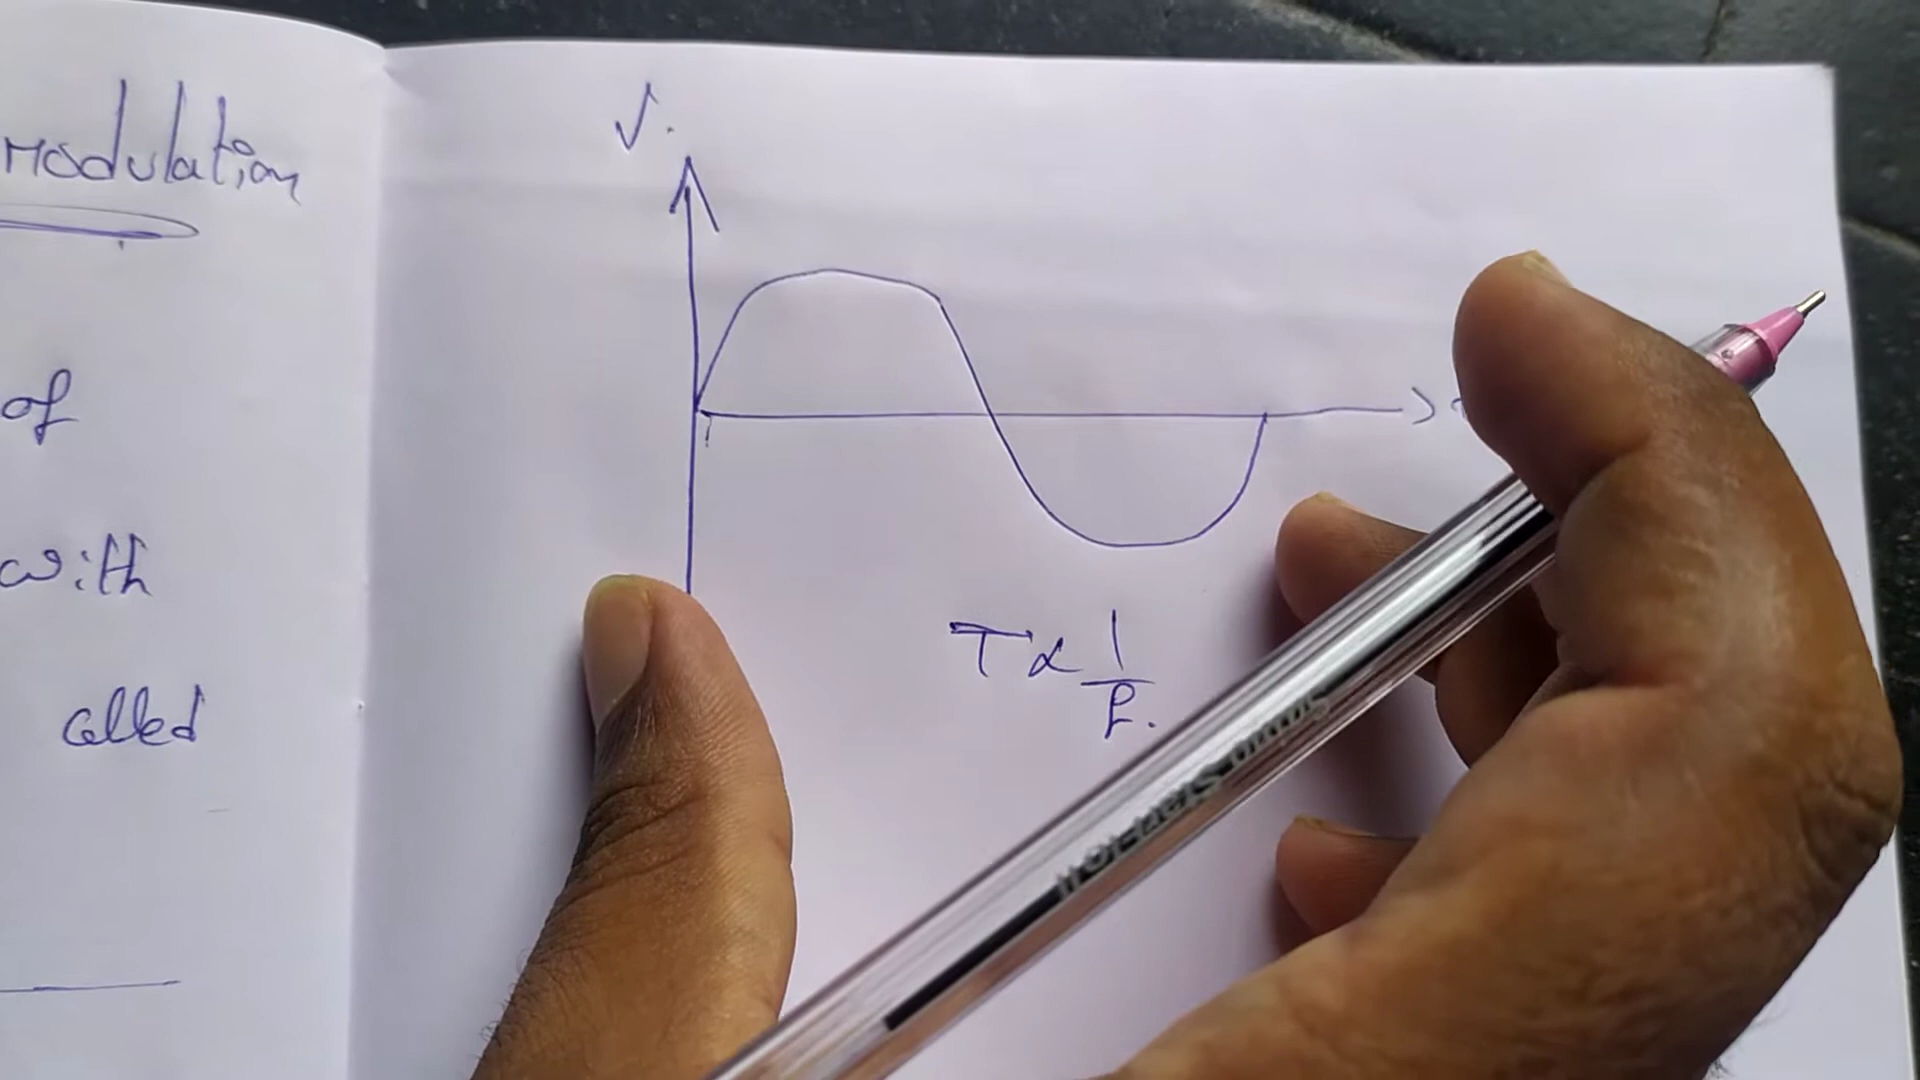 Modulation
of
with
called
V.
T ∝ 1/f.